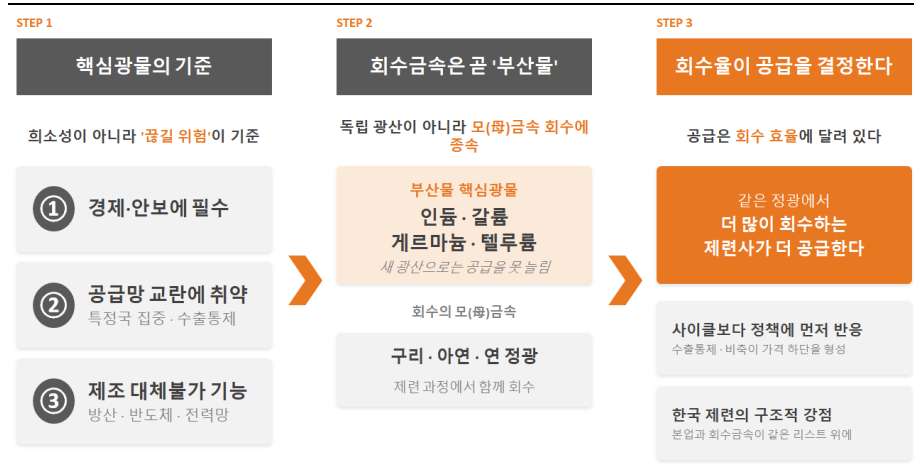 STEP 1
핵심광물의 기준
희소성이 아니라 '끊길 위험'이 기준
① 경제·안보에 필수
② 공급망 교란에 취약
특정국 집중 · 수출통제
③ 제조 대체불가 기능
방산 · 반도체 · 전력망
STEP 2
회수금속은 곧 '부산물'
독립 광산이 아니라 모(母)금속 회수에
종속
부산물 핵심광물
인듐 · 갈륨
게르마늄 · 텔루륨
새 광산으로는 공급을 못 늘림
회수의 모(母)금속
구리 · 아연 · 연 정광
제련 과정에서 함께 회수
STEP 3
회수율이 공급을 결정한다
공급은 회수 효율에 달려 있다
같은 정광에서
더 많이 회수하는
제련사가 더 공급한다
사이클보다 정책에 먼저 반응
수출통제 · 비축이 가격 하단을 형성
한국 제련의 구조적 강점
본업과 회수금속이 같은 리스트 위에